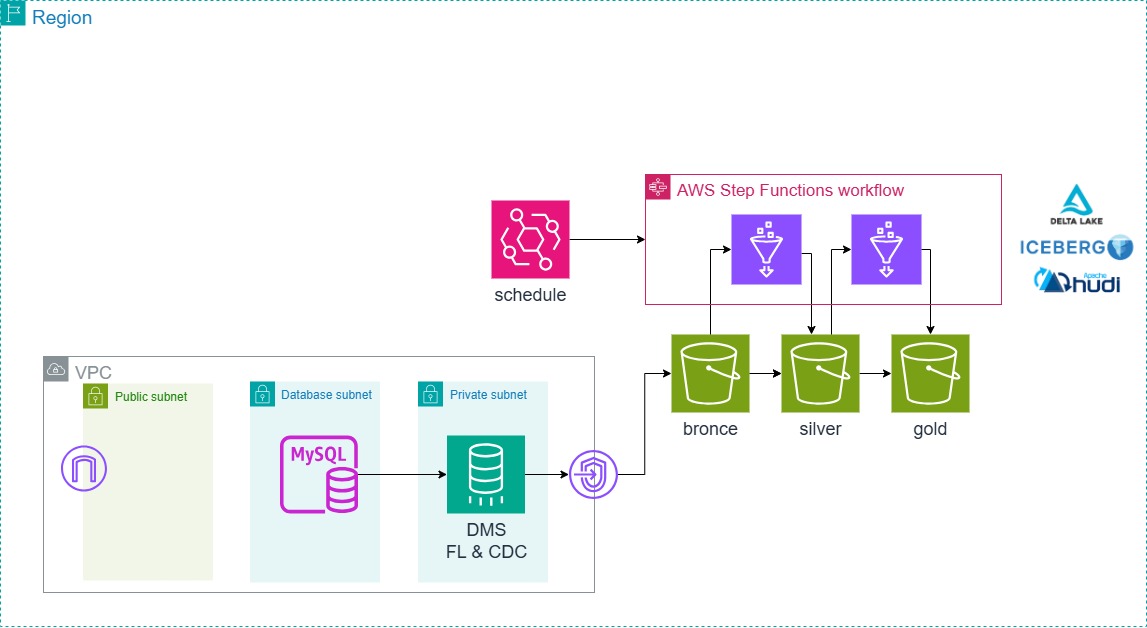 Region
AWS Step Functions workflow
DELTA LAKE
ICEBERG
Apache
hudi
schedule
VPC
Public subnet
Database subnet
Private subnet
MySQL
DMS
FL & CDC
bronce
silver
gold